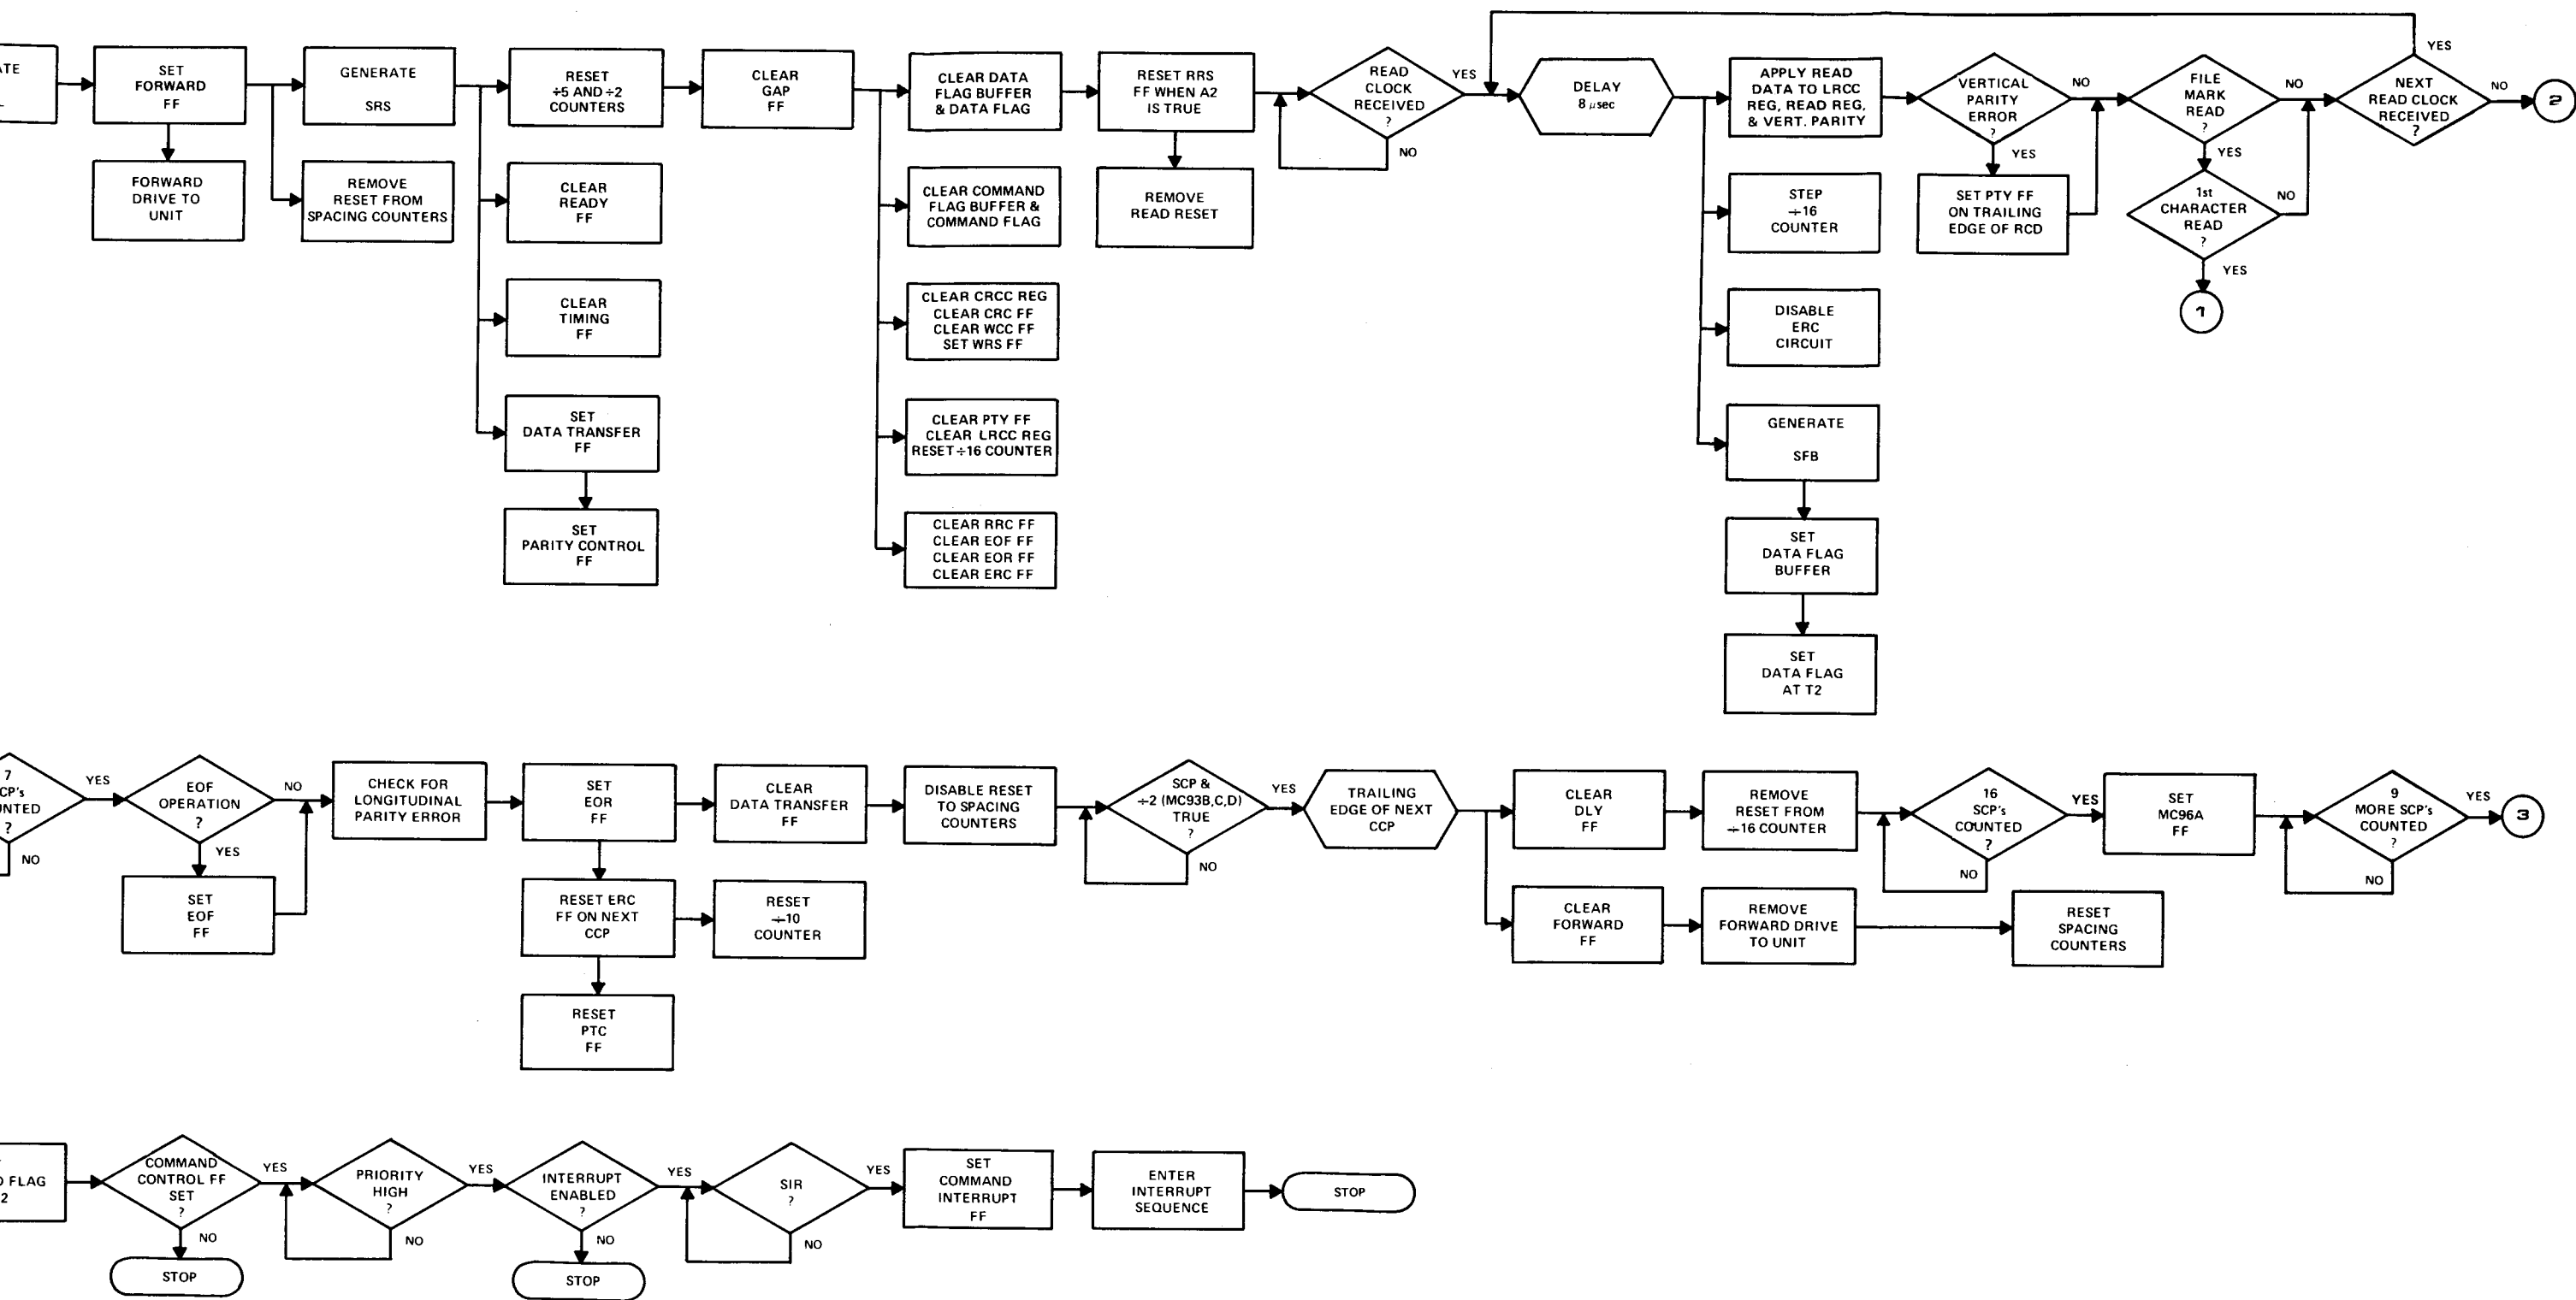 SET
FORWARD
FF
FORWARD
DRIVE TO
UNIT
GENERATE
SRS
REMOVE
RESET FROM
SPACING COUNTERS
RESET
÷5 AND ÷2
COUNTERS
CLEAR
READY
FF
CLEAR
TIMING
FF
SET
DATA TRANSFER
FF
SET
PARITY CONTROL
FF
CLEAR
GAP
FF
CLEAR DATA
FLAG BUFFER
& DATA FLAG
CLEAR COMMAND
FLAG BUFFER &
COMMAND FLAG
CLEAR CRCC REG
CLEAR CRC FF
CLEAR WCC FF
SET WRS FF
CLEAR PTY FF
CLEAR LRCC REG
RESET ÷16 COUNTER
CLEAR RRC FF
CLEAR EOF FF
CLEAR EOR FF
CLEAR ERC FF
RESET RRS
FF WHEN A2
IS TRUE
REMOVE
READ RESET
READ
CLOCK
RECEIVED
?
YES
NO
DELAY
8 μsec
APPLY READ
DATA TO LRCC
REG, READ REG,
& VERT. PARITY
STEP
÷16
COUNTER
DISABLE
ERC
CIRCUIT
GENERATE
SFB
SET
DATA FLAG
BUFFER
SET
DATA FLAG
AT T2
VERTICAL
PARITY
ERROR
?
NO
YES
SET PTY FF
ON TRAILING
EDGE OF RCD
FILE
MARK
READ
?
NO
YES
1st
CHARACTER
READ
?
NO
YES
1
NEXT
READ CLOCK
RECEIVED
?
YES
NO
2
7
?
YES
NO
EOF
OPERATION
?
NO
YES
SET
EOF
FF
CHECK FOR
LONGITUDINAL
PARITY ERROR
SET
EOR
FF
RESET ERC
FF ON NEXT
CCP
RESET
PTC
FF
CLEAR
DATA TRANSFER
FF
RESET
÷10
COUNTER
DISABLE RESET
TO SPACING
COUNTERS
SCP &
÷2 (MC93B,C,D)
TRUE
?
YES
NO
TRAILING
EDGE OF NEXT
CCP
CLEAR
DLY
FF
CLEAR
FORWARD
FF
REMOVE
RESET FROM
÷16 COUNTER
REMOVE
FORWARD DRIVE
TO UNIT
16
SCP's
COUNTED
?
YES
NO
RESET
SPACING
COUNTERS
SET
MC96A
FF
9
MORE SCP's
COUNTED
?
YES
NO
3
FLAG
2
COMMAND
CONTROL FF
SET
?
YES
NO
STOP
PRIORITY
HIGH
?
YES
NO
INTERRUPT
ENABLED
?
YES
NO
STOP
SIR
?
YES
NO
SET
COMMAND
INTERRUPT
FF
ENTER
INTERRUPT
SEQUENCE
STOP